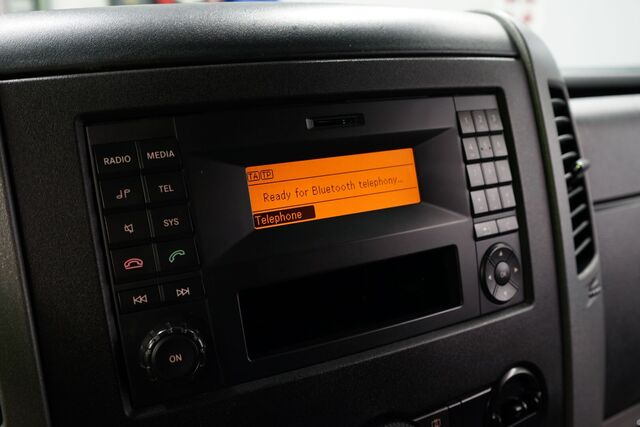 RADIO MEDIA
TA TP
TEL
Ready for Bluetooth telephony...
SYS
Telephone
ON